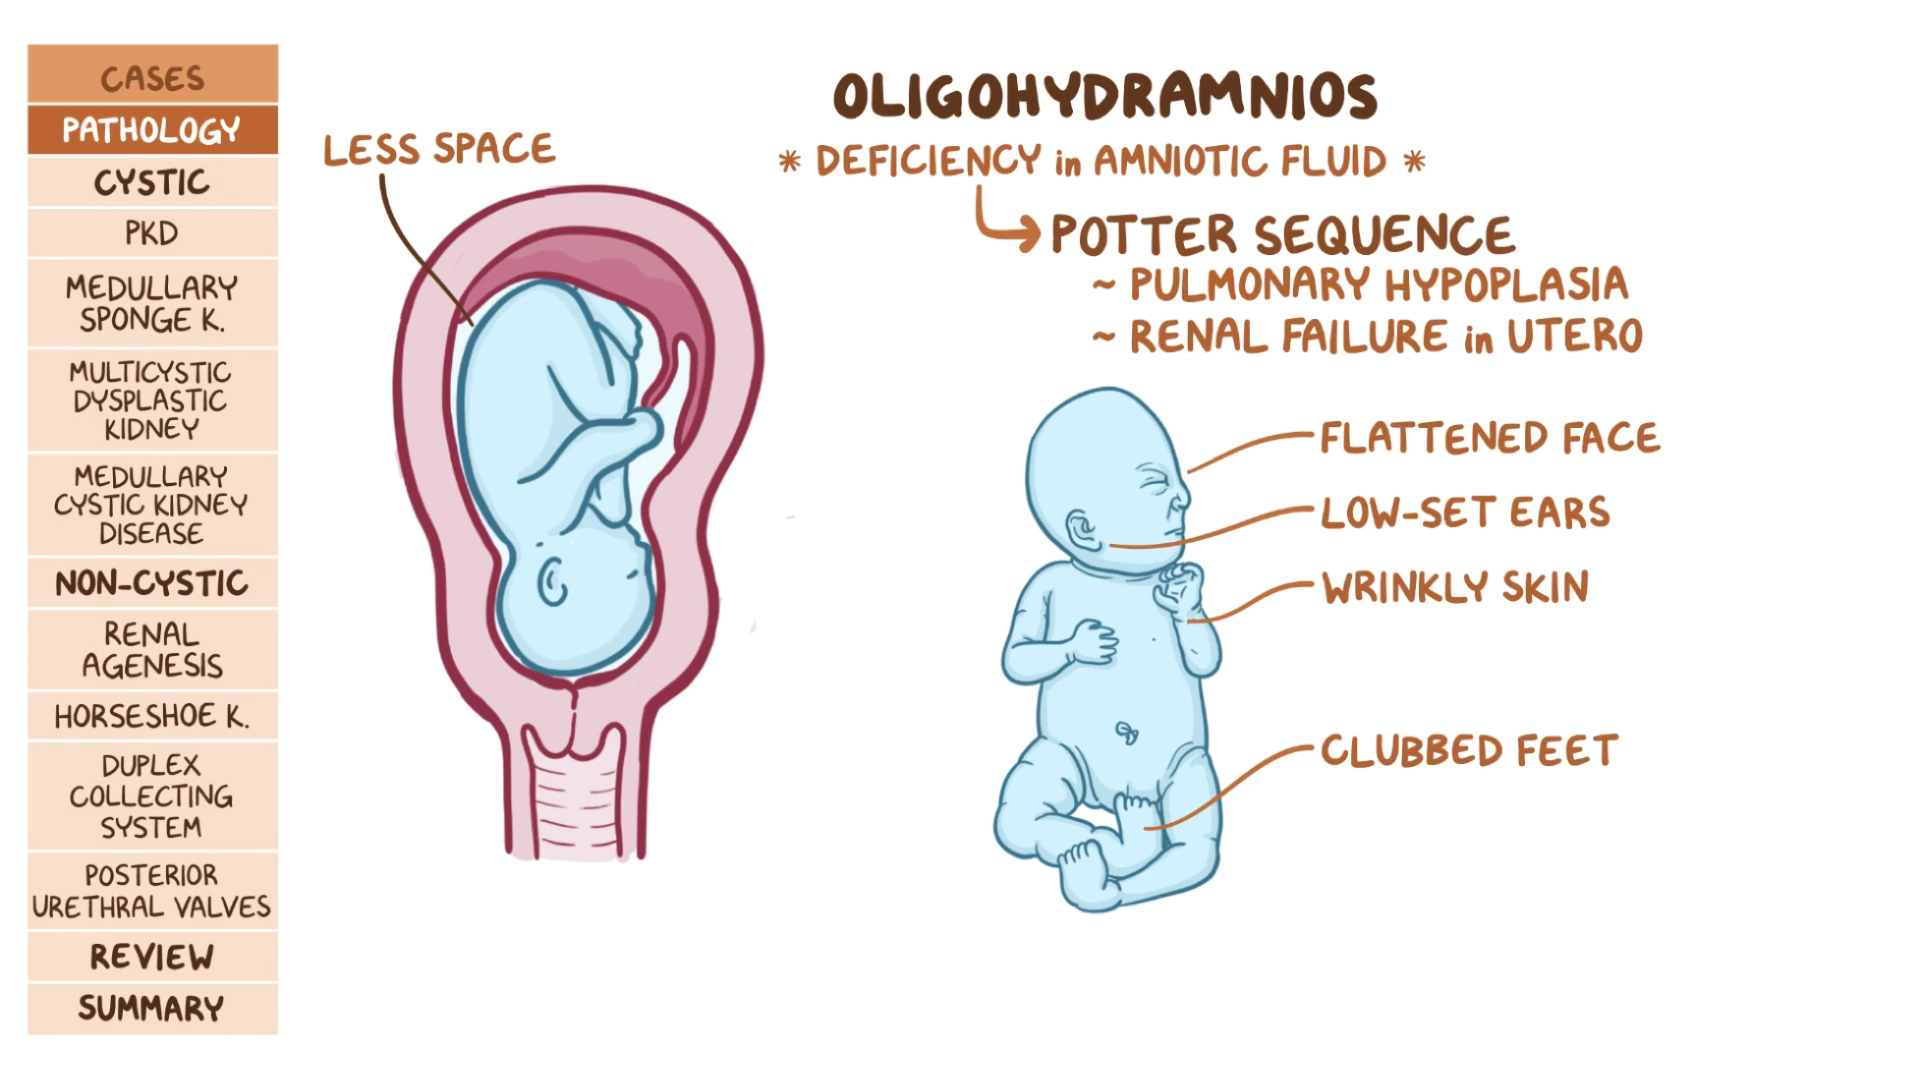 CASES
PATHOLOGY
CYSTIC
PKD
MEDULLARY
SPONGE K.
MULTICYSTIC
DYSPLASTIC
KIDNEY
MEDULLARY
CYSTIC KIDNEY
DISEASE
NON-CYSTIC
RENAL
AGENESIS
HORSESHOE K.
DUPLEX
COLLECTING
SYSTEM
POSTERIOR
URETHRAL VALVES
REVIEW
SUMMARY
LESS SPACE
OLIGOHYDRAMNIOS
* DEFICIENCY in AMNIOTIC FLUID *
POTTER SEQUENCE
~ PULMONARY HYPOPLASIA
~ RENAL FAILURE in UTERO
FLATTENED FACE
LOW-SET EARS
WRINKLY SKIN
CLUBBED FEET